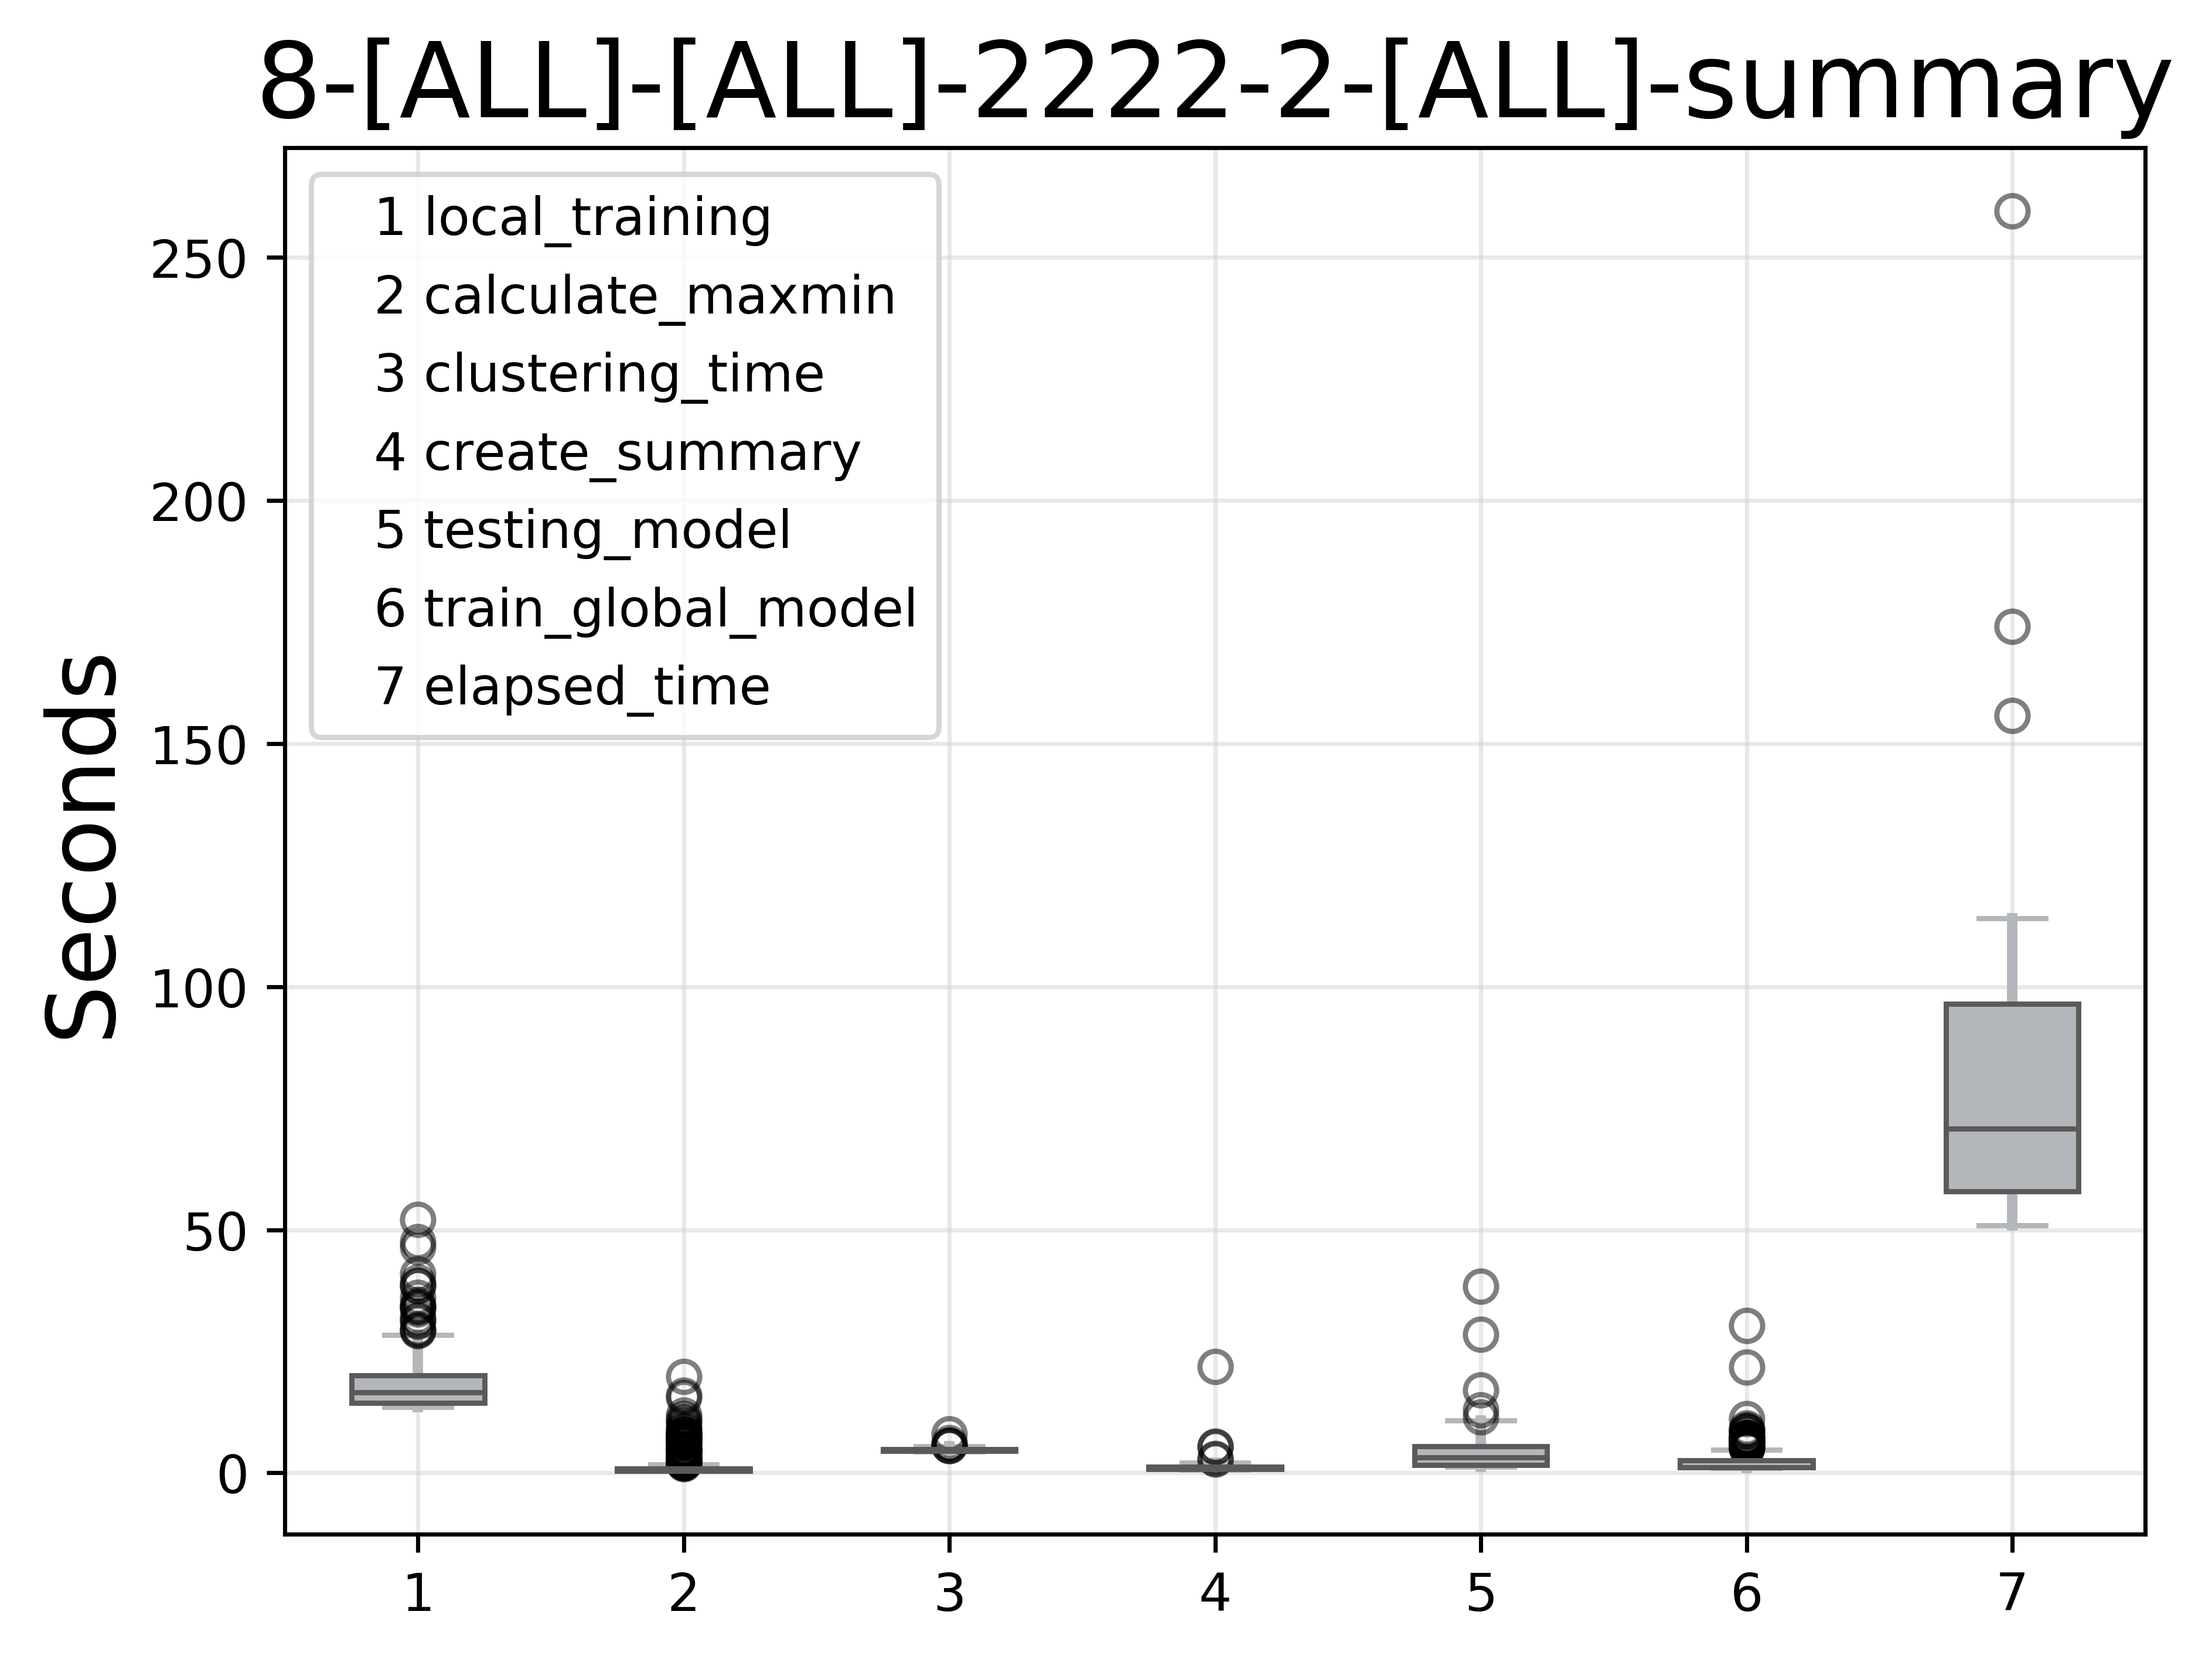 8-[ALL]-[ALL]-2222-2-[ALL]-summary
1 local_training
2 calculate_maxmin
3 clustering_time
4 create_summary
5 testing_model
6 train_global_model
7 elapsed_time
Seconds
250
200
150
100
50
0
1 2 3 4 5 6 7